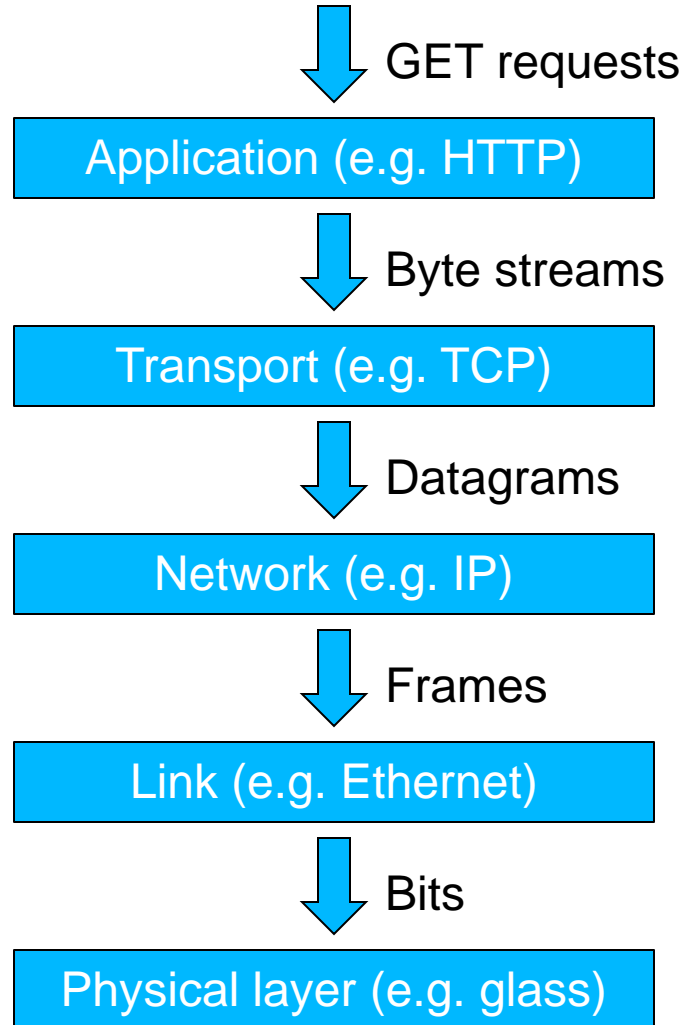 GET requests
Application (e.g. HTTP)
Byte streams
Transport (e.g. TCP)
Datagrams
Network (e.g. IP)
Frames
Link (e.g. Ethernet)
Bits
Physical layer (e.g. glass)